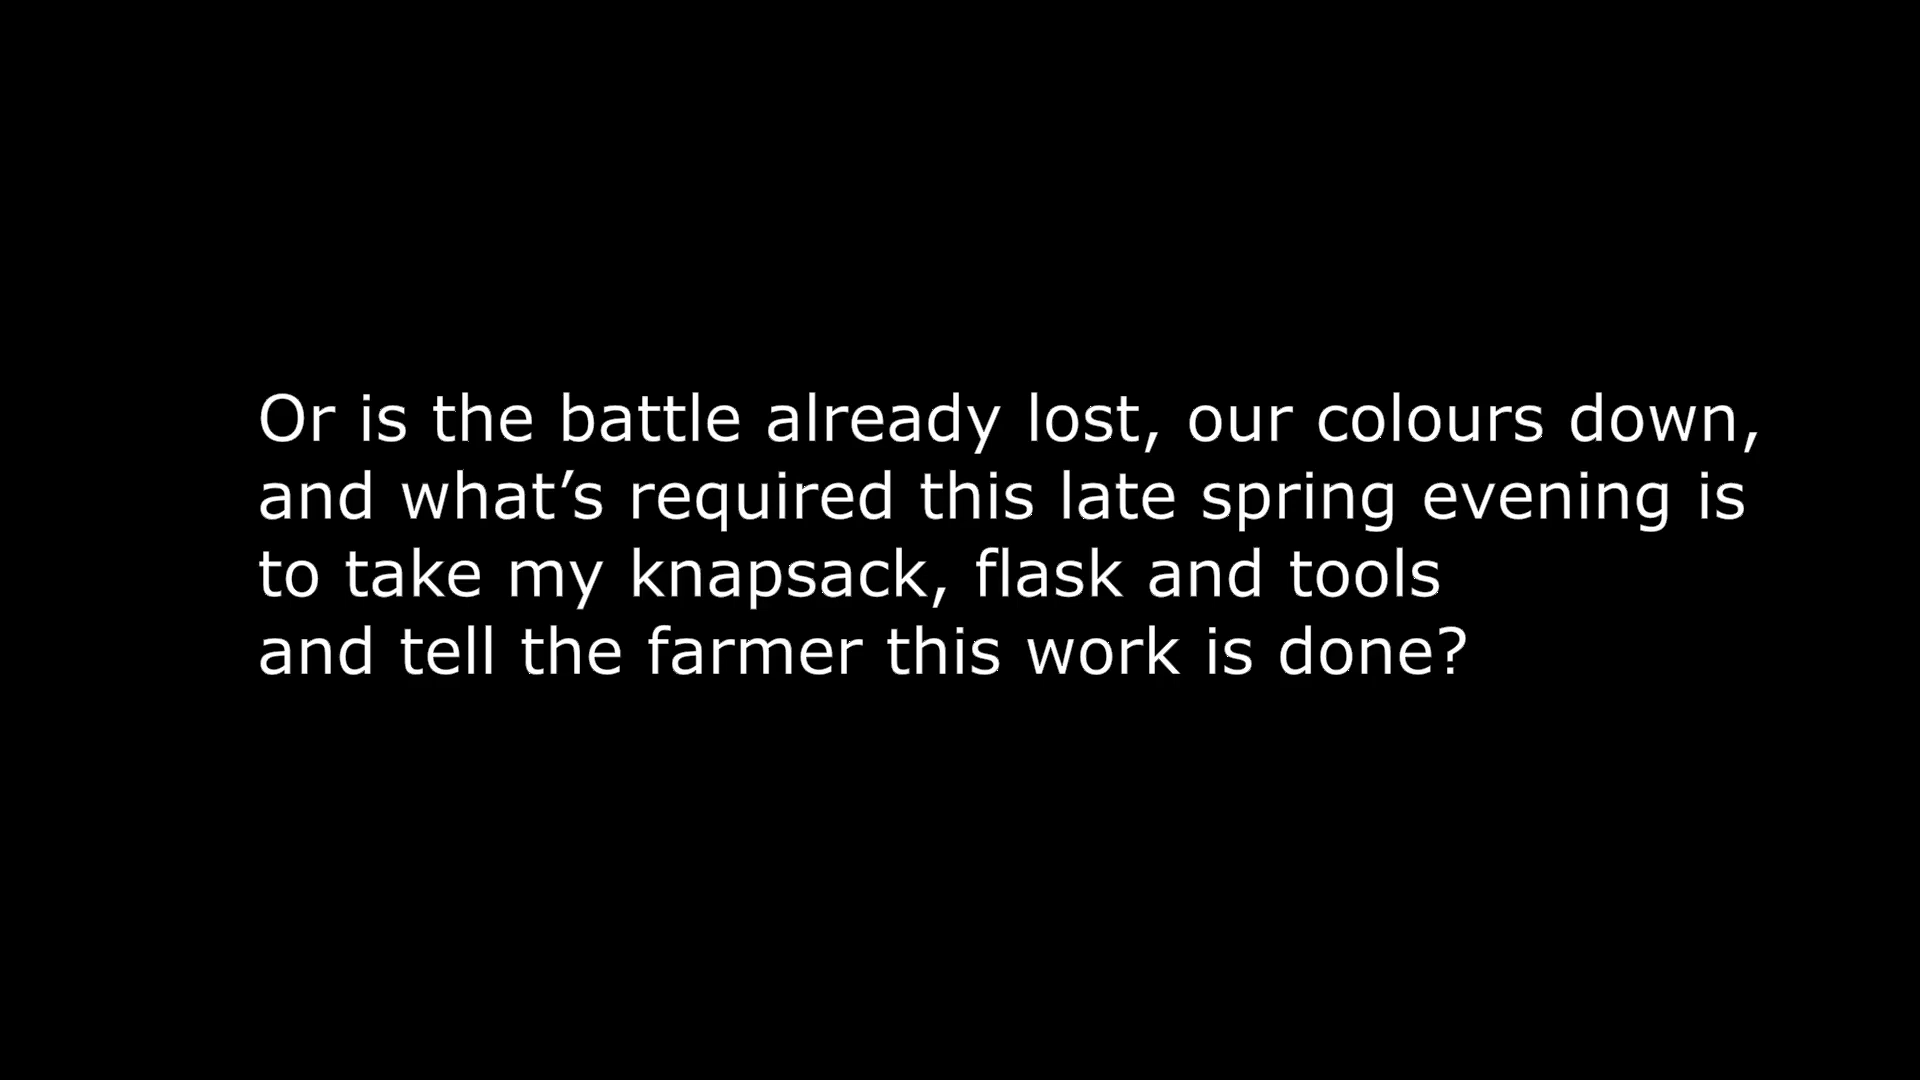 Or is the battle already lost, our colours down,
and what’s required this late spring evening is
to take my knapsack, flask and tools
and tell the farmer this work is done?